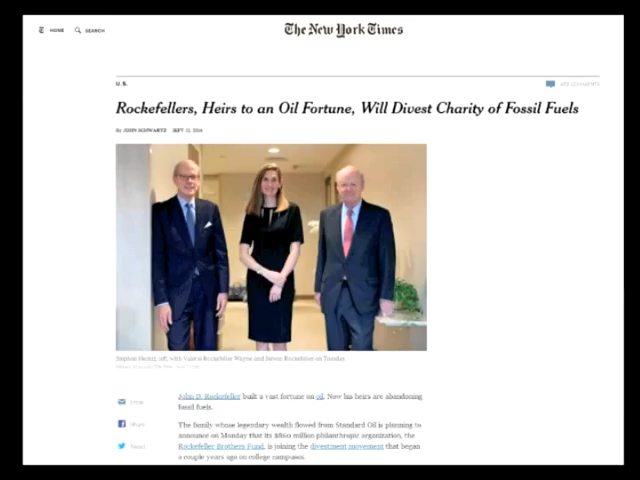 HOME SEARCH The New York Times
U.S. COMMENTS
Rockefellers, Heirs to an Oil Fortune, Will Divest Charity of Fossil Fuels
By JOHN SCHWARTZ SEPT. 21, 2014
Stephen Heintz, left, with Valerie Rockefeller Wayne and Steven Rockefeller on Tuesday.
John D. Rockefeller built a vast fortune on oil. Now his heirs are abandoning
fossil fuels.
The family whose legendary wealth flowed from Standard Oil is planning to
announce on Monday that its $860 million philanthropic organization, the
Rockefeller Brothers Fund, is joining the divestment movement that began
a couple years ago on college campuses.
Email
Share
Tweet